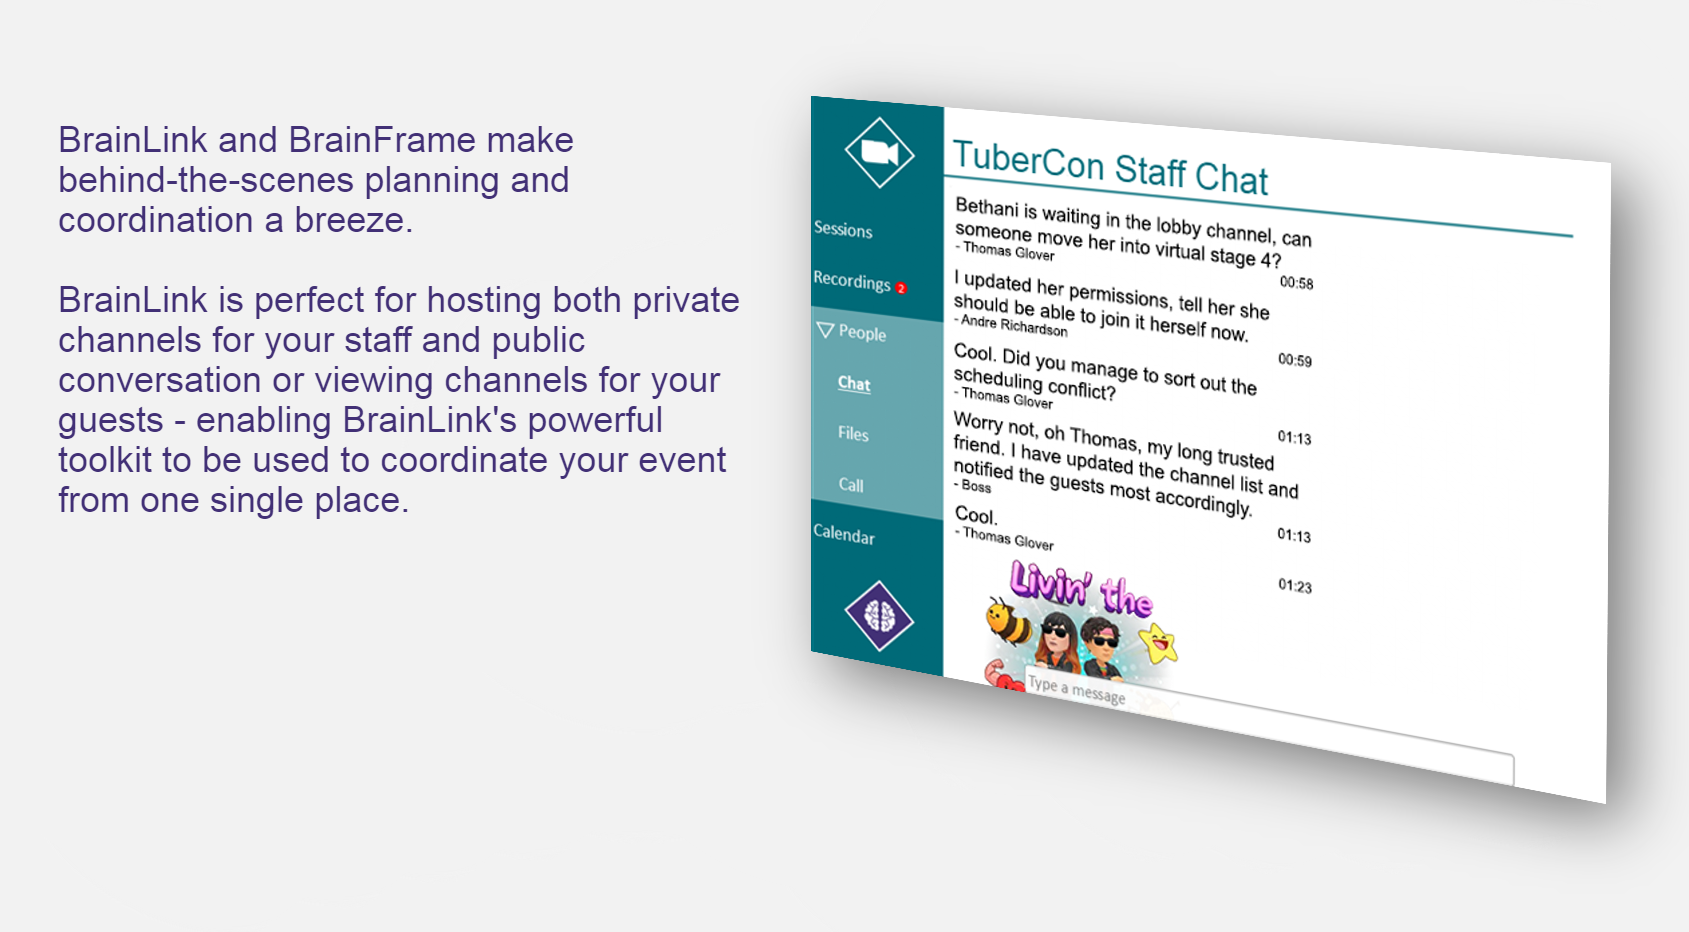 BrainLink and BrainFrame make
behind-the-scenes planning and
coordination a breeze.
BrainLink is perfect for hosting both private
channels for your staff and public
conversation or viewing channels for your
guests - enabling BrainLink's powerful
toolkit to be used to coordinate your event
from one single place.
Sessions
Recordings 2
People
Chat
Files
Call
Calendar
TuberCon Staff Chat
Bethani is waiting in the lobby channel, can
someone move her into virtual stage 4?
- Thomas Glover
00:58
I updated her permissions, tell her she
should be able to join it herself now.
- Andre Richardson
00:59
Cool. Did you manage to sort out the
scheduling conflict?
- Thomas Glover
01:13
Worry not, oh Thomas, my long trusted
friend. I have updated the channel list and
notified the guests most accordingly.
- Boss
01:13
Cool.
- Thomas Glover
01:23
Livin' the
Type a message